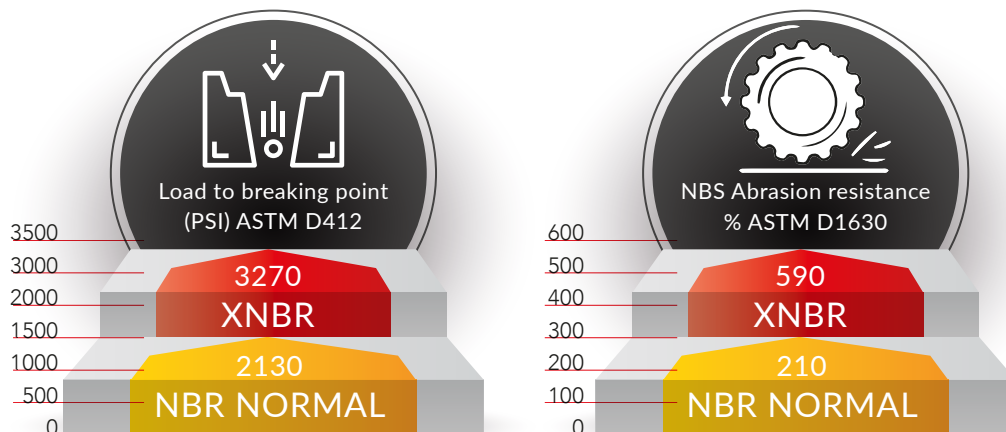 Load to breaking point
(PSI) ASTM D412
3500
3000
2000
1500
1000
500
0
3270
XNBR
2130
NBR NORMAL
NBS Abrasion resistance
% ASTM D1630
600
500
400
300
200
100
0
590
XNBR
210
NBR NORMAL